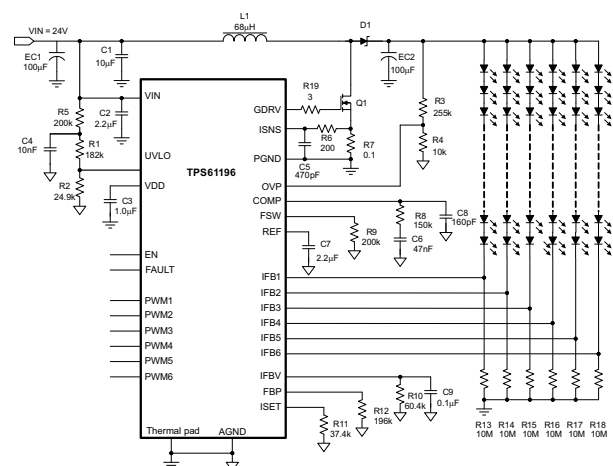 L1
68µH
D1
VIN = 24V
EC1
100µF
C1
10µF
EC2
100µF
R19
3
Q1
R3
255k
R5
200k
C2
2.2µF
VIN
GDRV
C4
10nF
R1
182k
ISNS
R6
200
R7
0.1
R4
10k
UVLO
TPS61196
PGND
C5
470pF
R2
24.9k
VDD
OVP
C3
1.0µF
COMP
FSW
REF
R8
150k
C8
160pF
R9
200k
C6
47nF
C7
2.2µF
EN
FAULT
IFB1
IFB2
IFB3
IFB4
IFB5
IFB6
PWM1
PWM2
PWM3
PWM4
PWM5
PWM6
IFBV
FBP
ISET
R10
60.4k
C9
0.1µF
R12
196k
R11
37.4k
Thermal pad
AGND
R13 R14 R15 R16 R17 R18
10M 10M 10M 10M 10M 10M